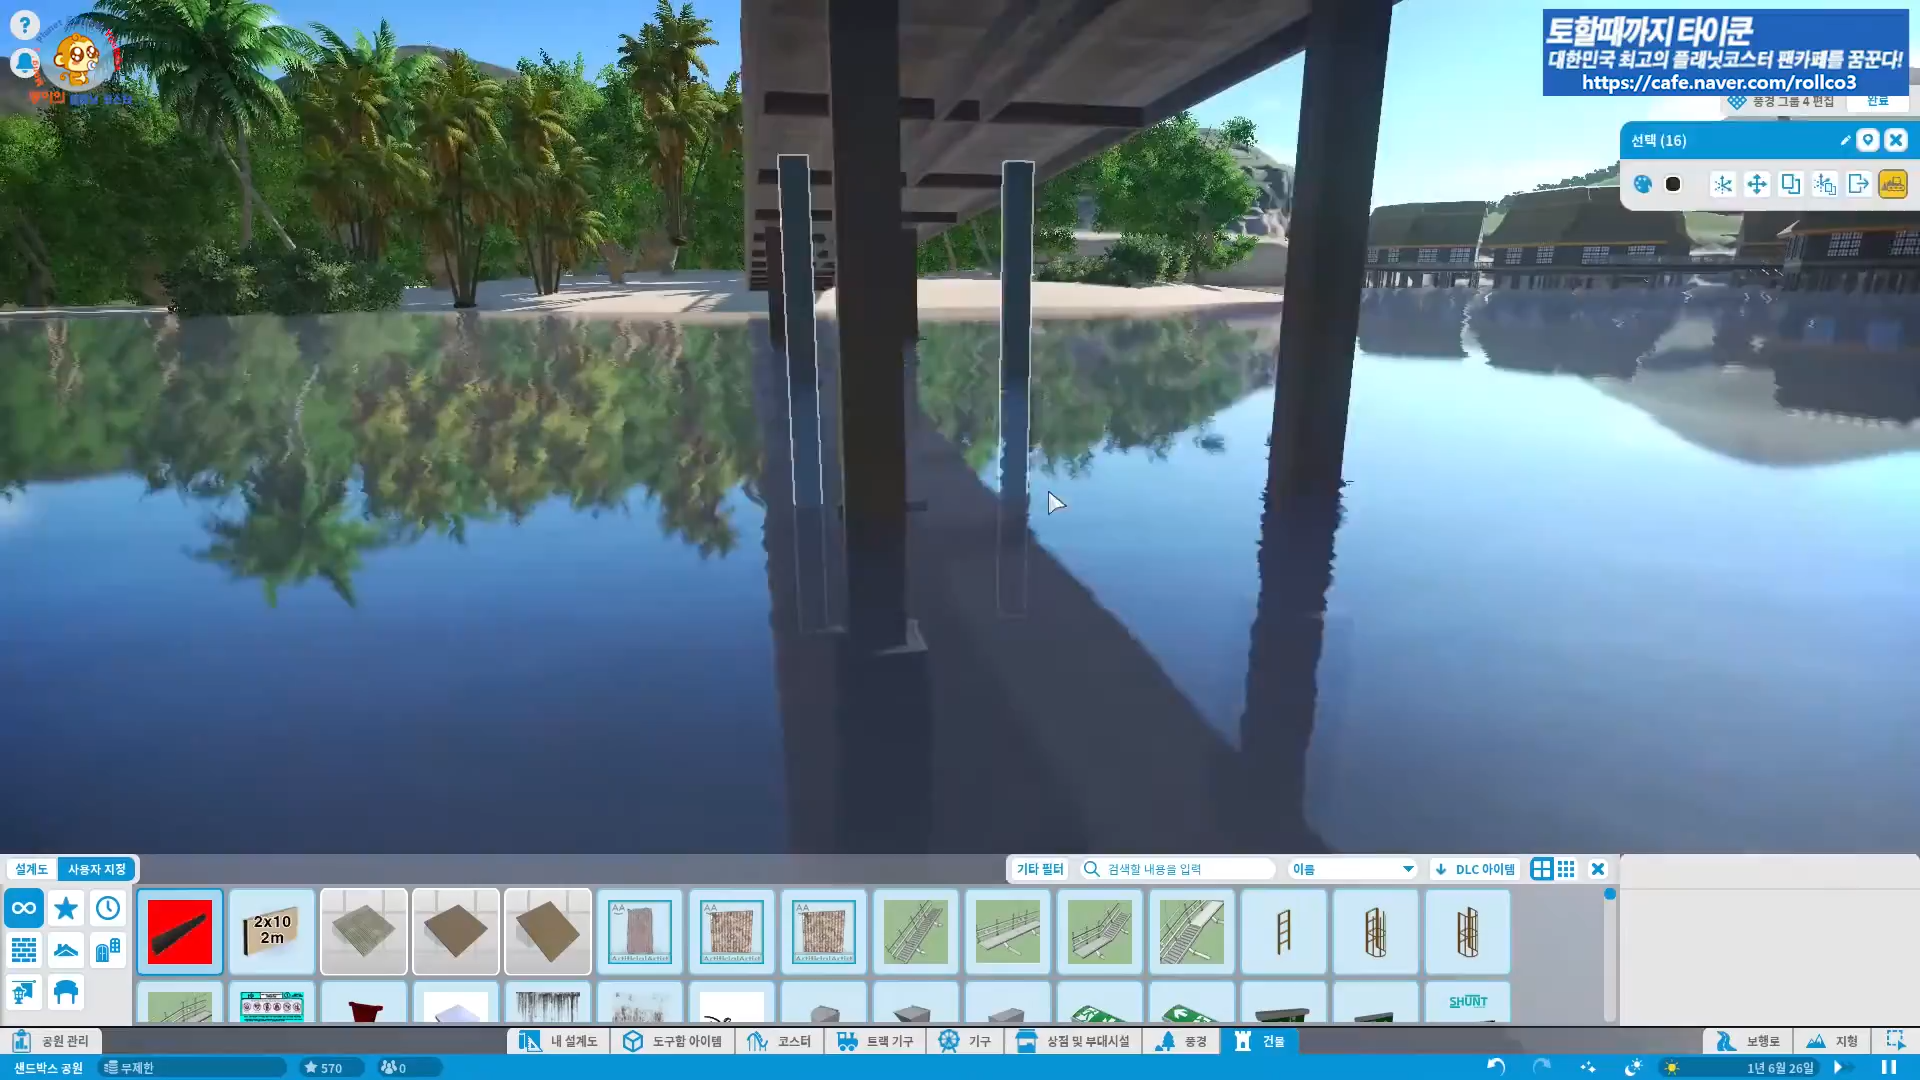 토할때까지 타이쿤
대한민국 최고의 플래닛코스터 팬카페를 꿈꾼다!
https://cafe.naver.com/rollco3
풍경 그룹 4 편집
완료
선택 (16)
설계도
사용자 지정
기타 필터
검색할 내용을 입력
이름
DLC 아이템
2x10
2m
SHUNT
공원 관리
내 설계도
도구함 아이템
코스터
트랙 기구
기구
상점 및 부대시설
풍경
건물
보행로
지형
샌드박스 공원
무제한
570
0
1년 6월 26일